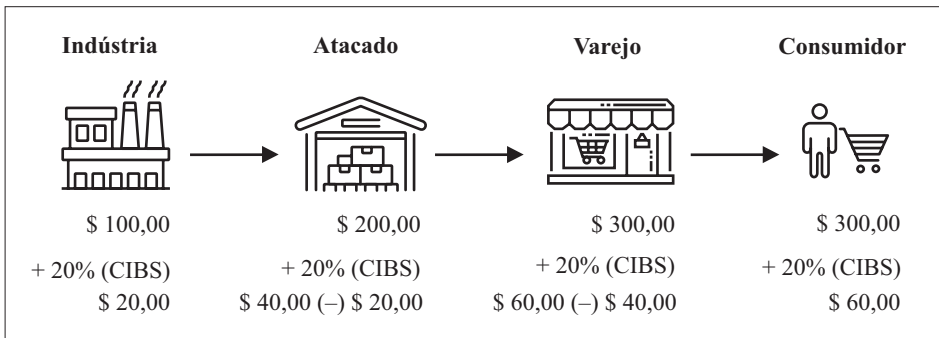 Indústria Atacado Varejo Consumidor
$ 100,00 $ 200,00 $ 300,00 $ 300,00
+ 20% (CIBS) + 20% (CIBS) + 20% (CIBS) + 20% (CIBS)
$ 20,00 $ 40,00 (–) $ 20,00 $ 60,00 (–) $ 40,00 $ 60,00